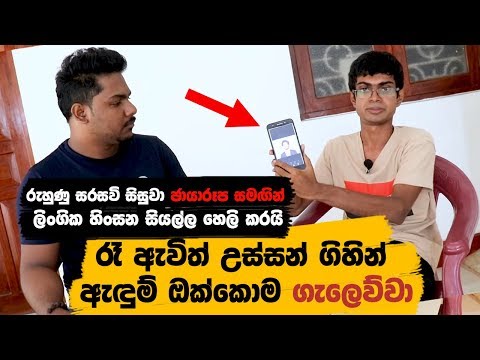 රුහුණු සරසවි සිසුවා ඡායාරූප සමඟින්
ලිංගික හිංසන සියල්ල හෙලි කරයි
රෑ ඇවිත් උස්සන් ගිහින්
ඇඳුම් ඔක්කොම ගැලෙව්වා